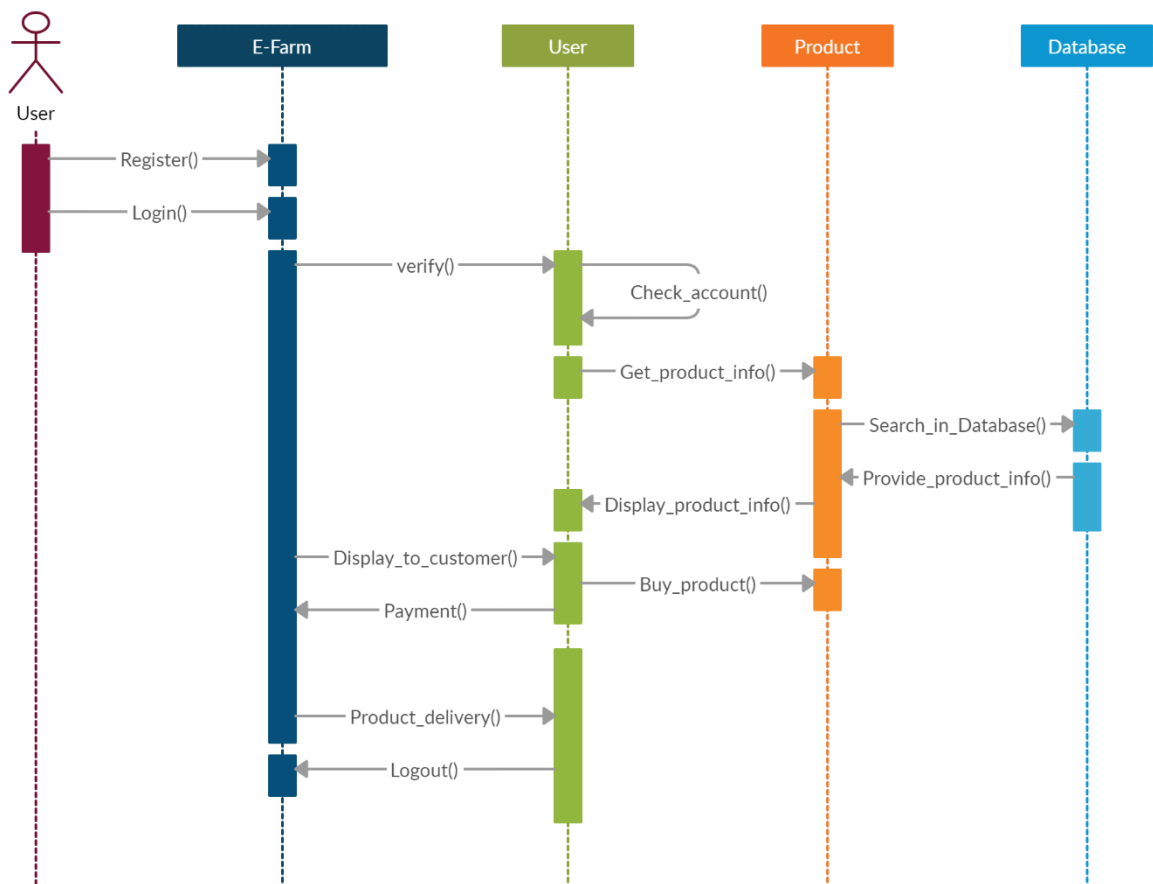 E-Farm
User
Product
Database
User
Register()
Login()
verify()
Check_account()
Get_product_info()
Search_in_Database()
Provide_product_info()
Display_product_info()
Display_to_customer()
Buy_product()
Payment()
Product_delivery()
Logout()